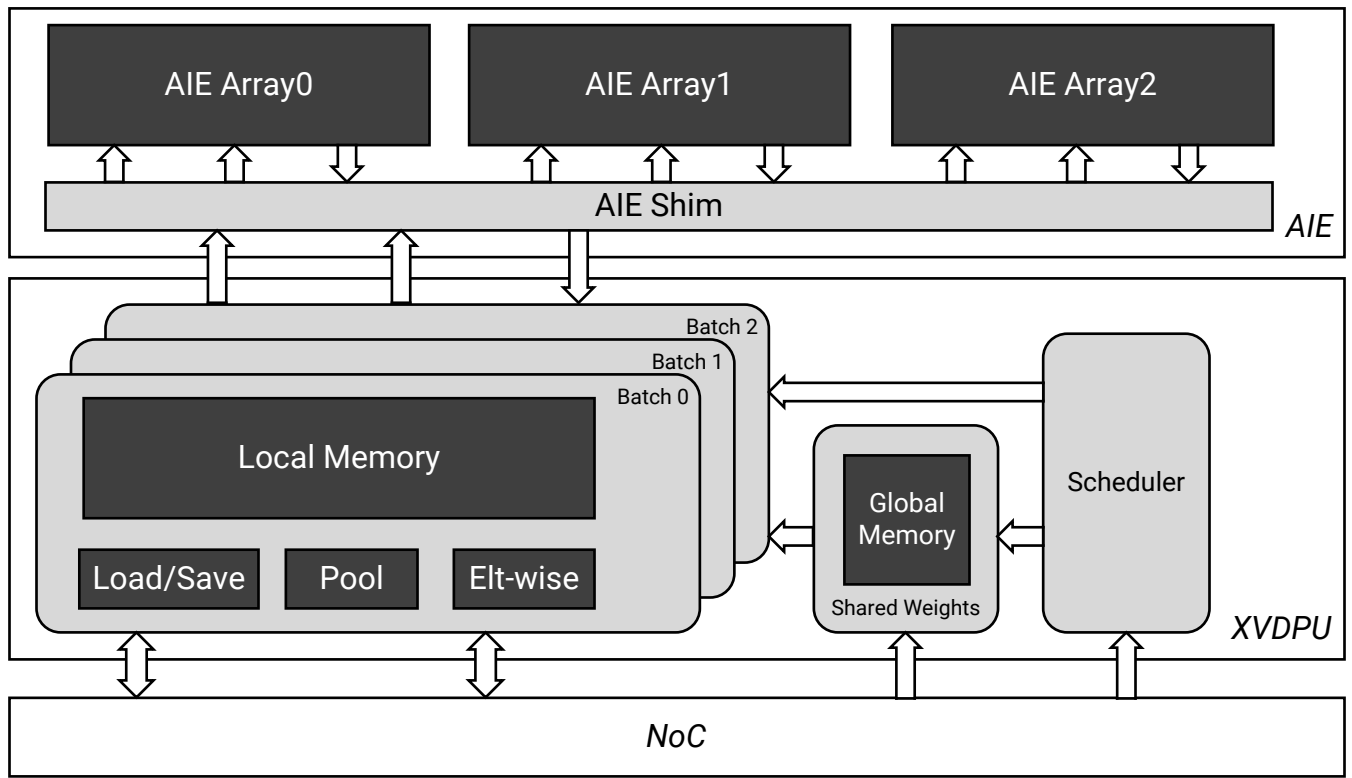 AIE Array0
AIE Array1
AIE Array2
AIE Shim
AIE
Batch 2
Batch 1
Batch 0
Local Memory
Load/Save
Pool
Elt-wise
Global
Memory
Shared Weights
Scheduler
XVDPU
NoC